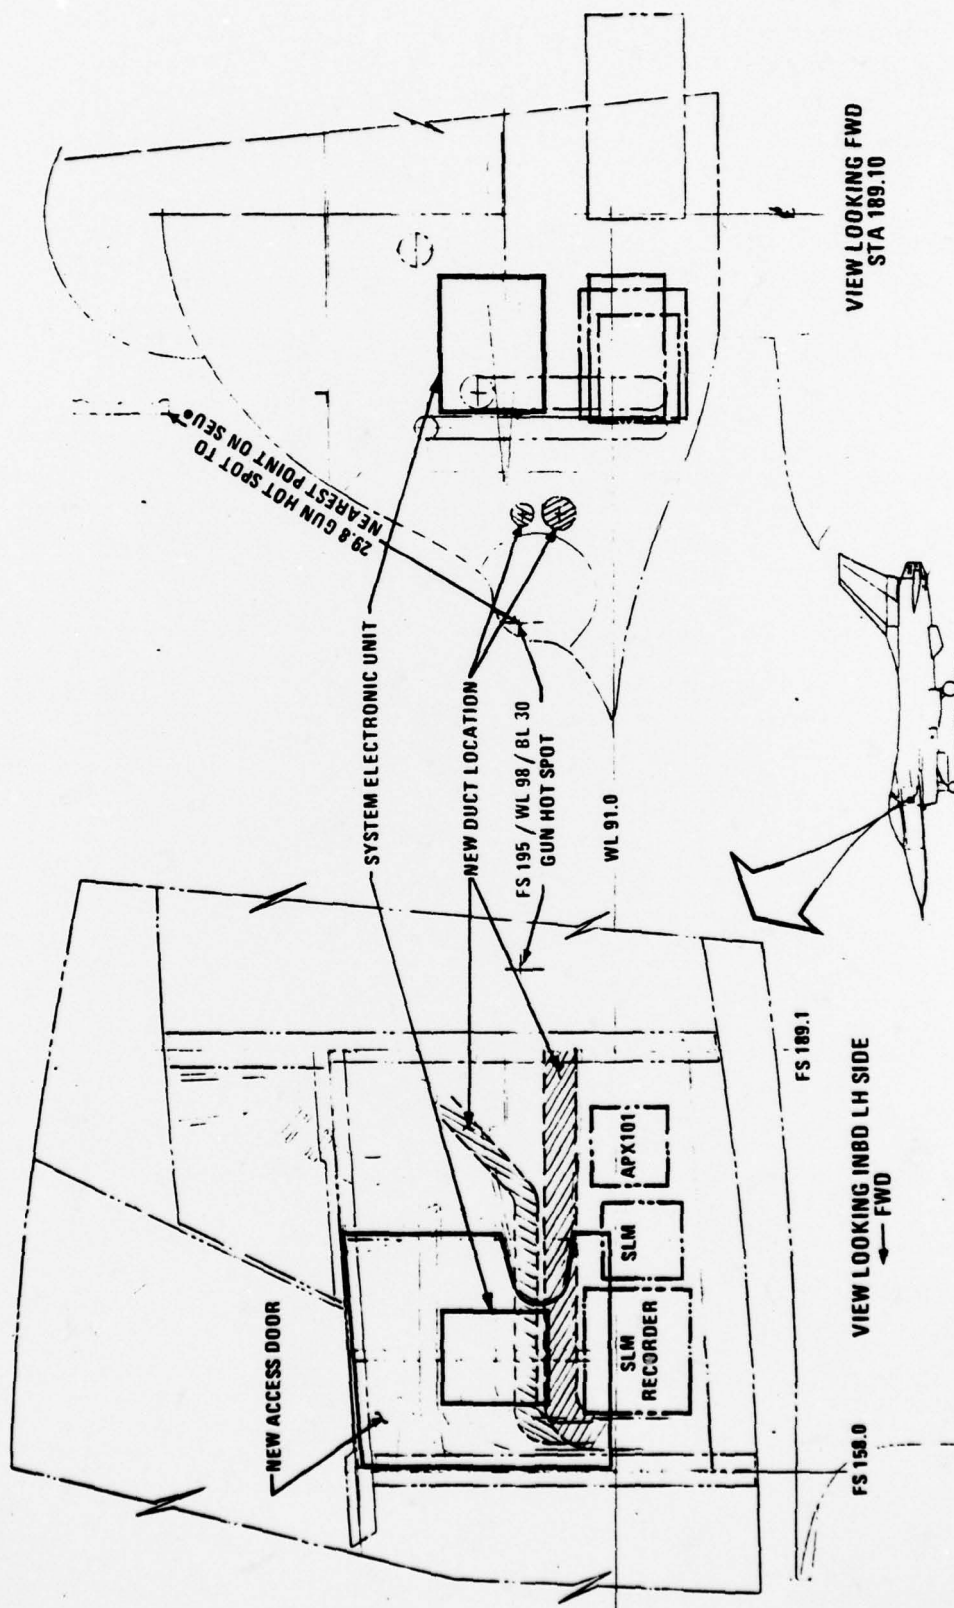 NEW ACCESS DOOR
SYSTEM ELECTRONIC UNIT
NEW DUCT LOCATION
FS 195 / WL 98 / BL 30
GUN HOT SPOT
WL 91.0
29.8 GUN HOT SPOT TO
NEAREST POINT ON SEU
SLM
RECORDER
SLM
APX101
FS 158.0
FS 189.1
VIEW LOOKING INBD LH SIDE
← FWD
VIEW LOOKING FWD
STA 189.10